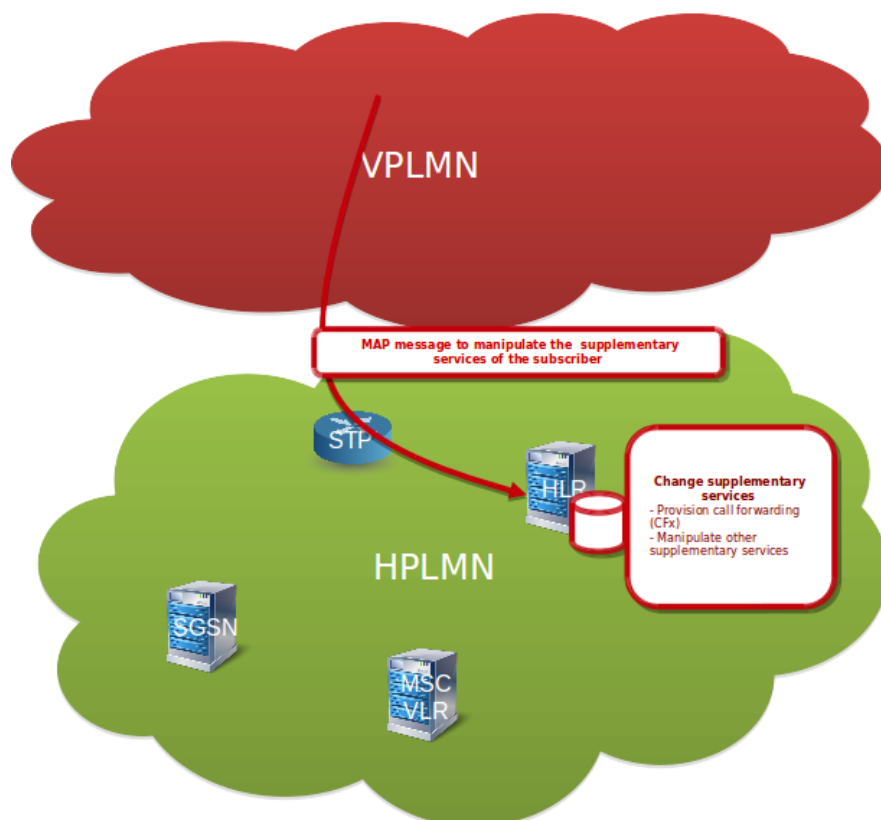 VPLMN
MAP message to manipulate the supplementary
services of the subscriber
STP
HLR
Change supplementary
services
- Provision call forwarding
(CFx)
- Manipulate other
supplementary services
HPLMN
SGSN
MSC
VLR